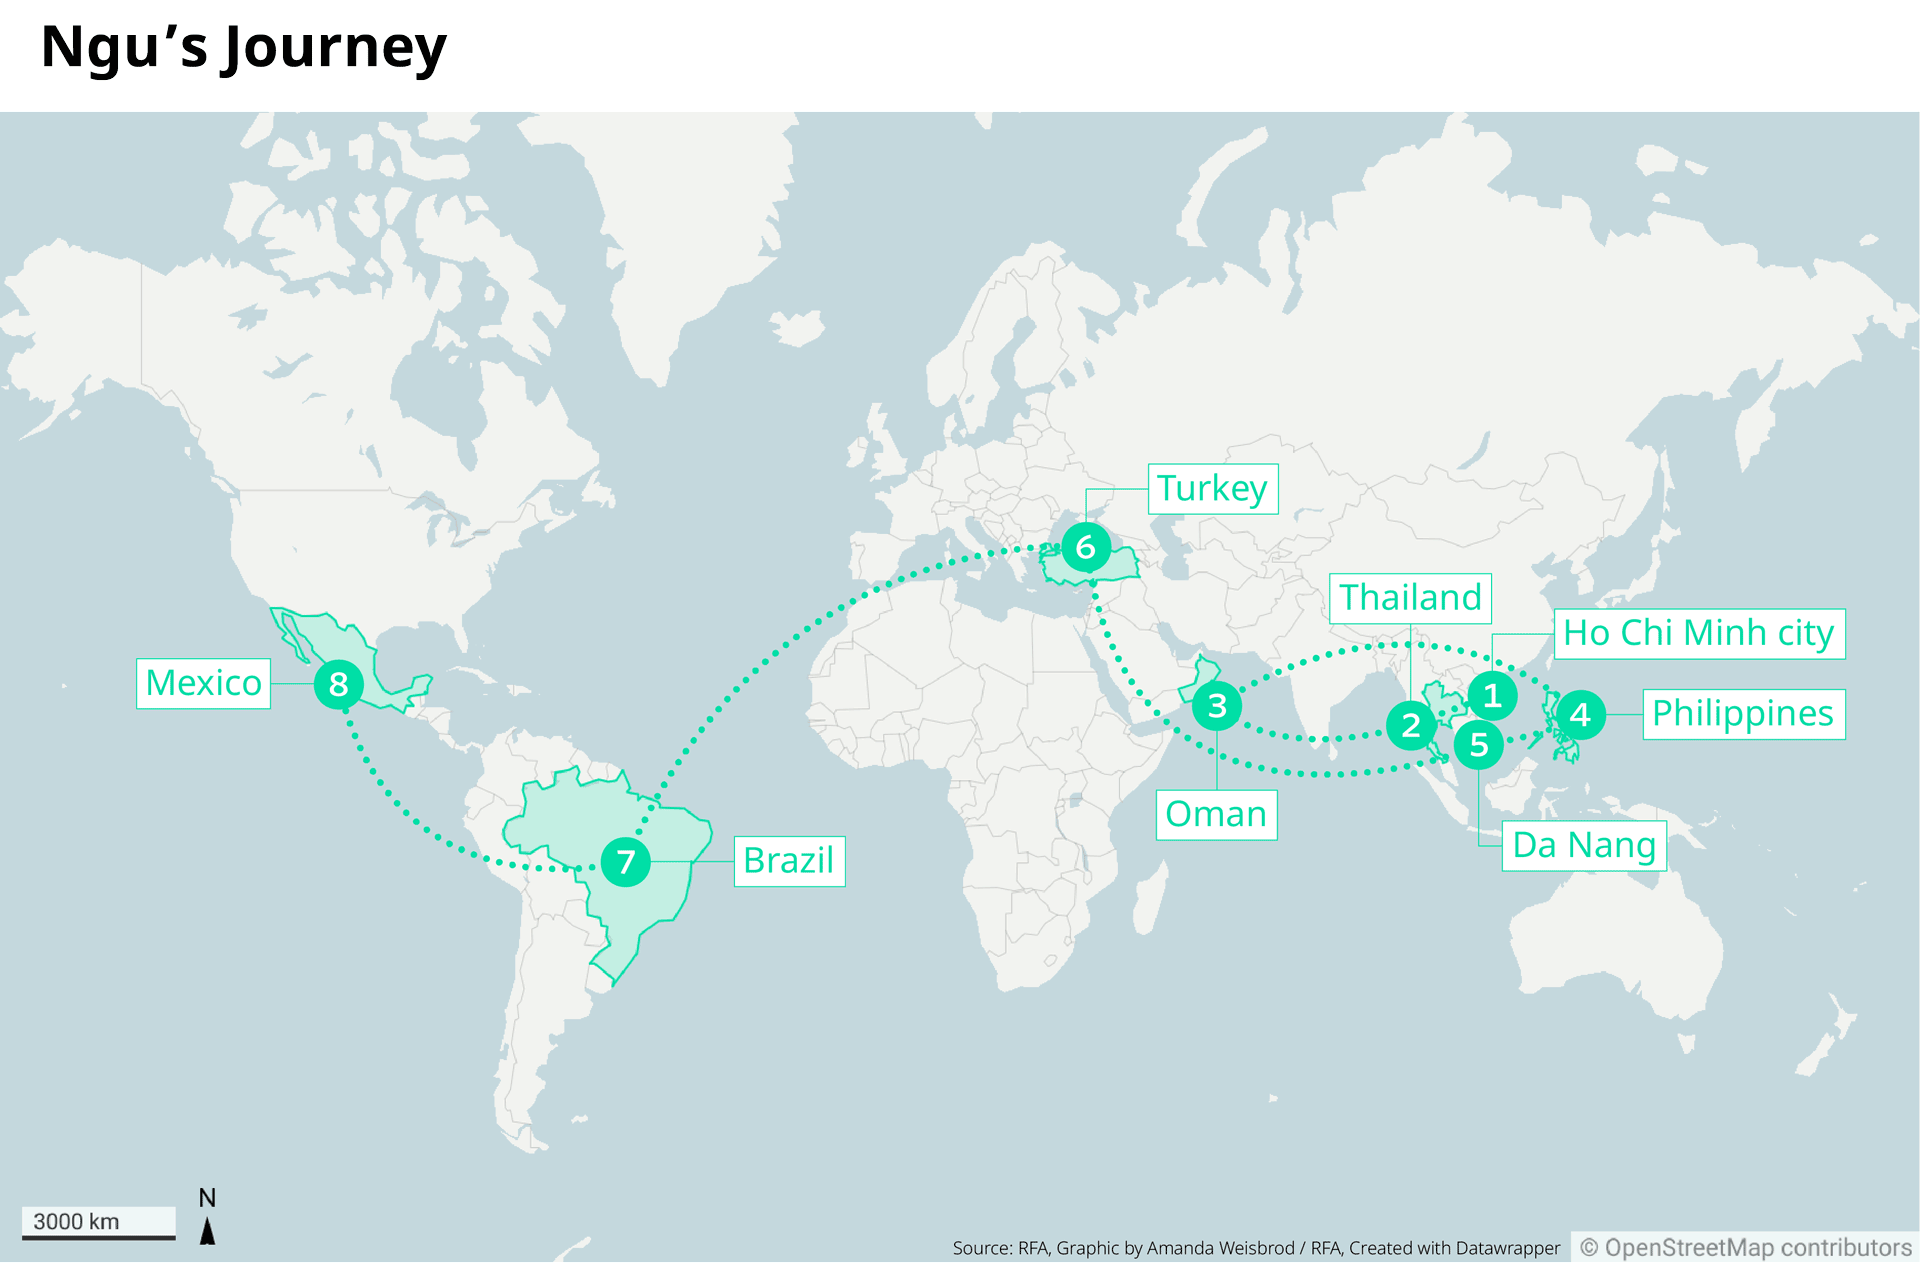 Ngu’s Journey
Turkey
6
Thailand
Ho Chi Minh city
Mexico
8
3
2
1
4
Philippines
5
Oman
Da Nang
7
Brazil
N
3000 km
Source: RFA, Graphic by Amanda Weisbrod / RFA, Created with Datawrapper
© OpenStreetMap contributors